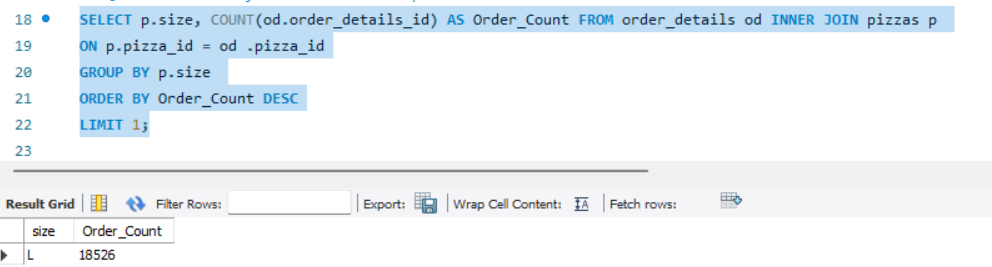 18 SELECT p.size, COUNT(od.order_details_id) AS Order_Count FROM order_details od INNER JOIN pizzas p
19 ON p.pizza_id = od .pizza_id
20 GROUP BY p.size
21 ORDER BY Order_Count DESC
22 LIMIT 1;
23
Result Grid Filter Rows: Export: Wrap Cell Content: Fetch rows:
size Order_Count
L 18526